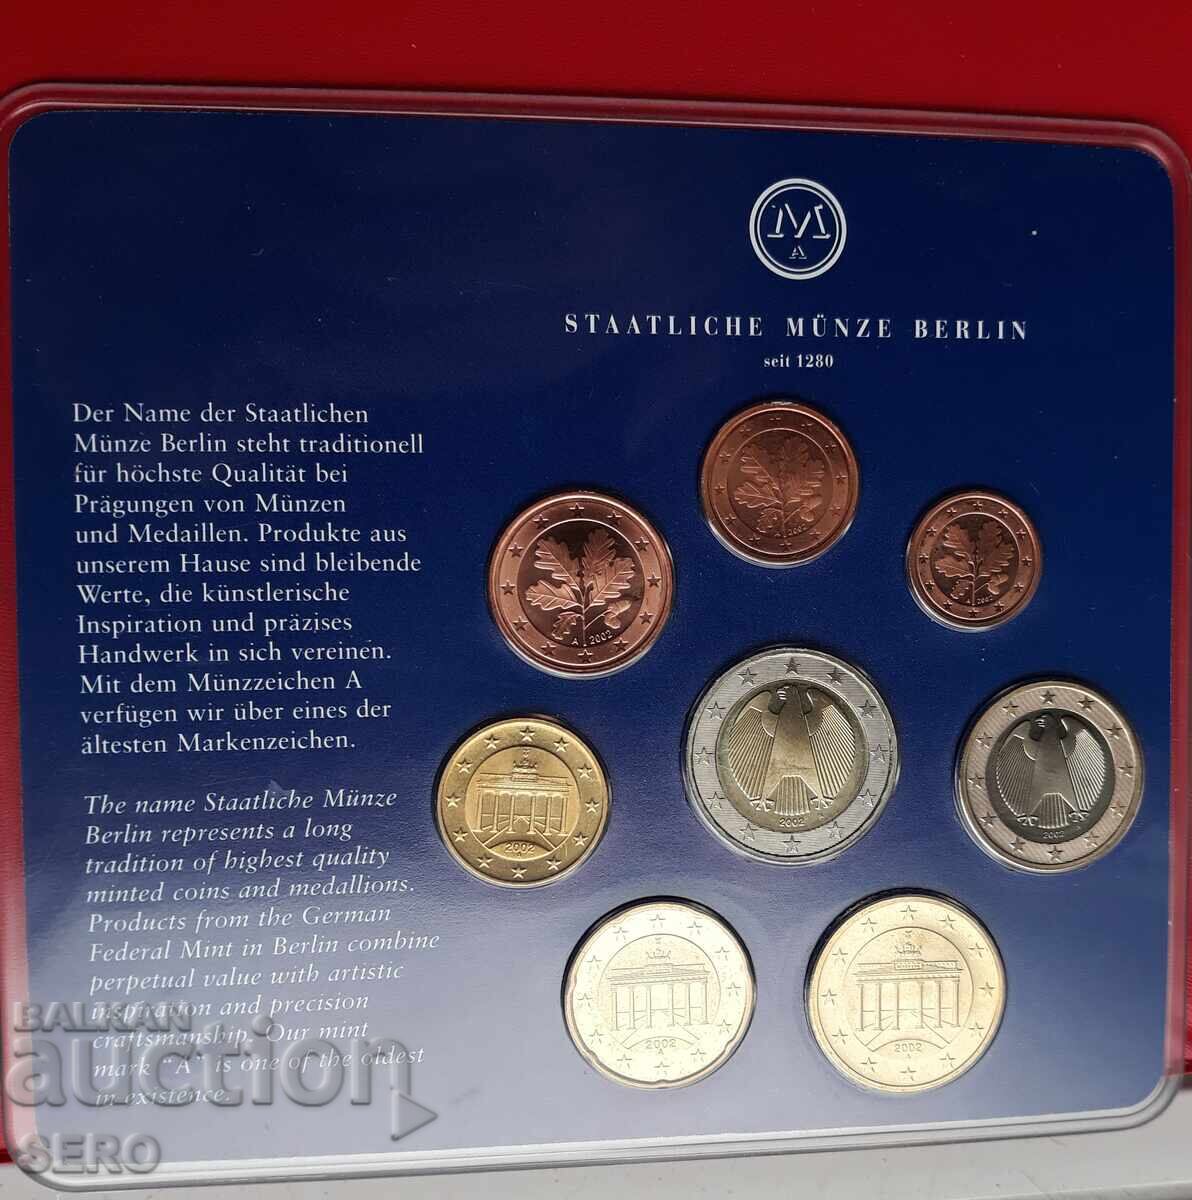 M
A
STAATLICHE MÜNZE BERLIN
seit 1280
Der Name der Staatlichen
Münze Berlin steht traditionell
für höchste Qualität bei
Prägungen von Münzen
und Medaillen. Produkte aus
unserem Hause sind bleibende
Werte, die künstlerische
Inspiration und präzises
Handwerk in sich vereinen.
Mit dem Münzzeichen A
verfügen wir über eines der
ältesten Markenzeichen.
The name Staatliche Münze
Berlin represents a long
tradition of highest quality
minted coins and medallions.
Products from the German
Federal Mint in Berlin combine
perpetual value with artistic
inspiration and precision
craftsmanship. Our mint
mark "A" is one of the oldest
in existence.
A 2002
A 2002
A 2002
2002
A
2002
2002
2002
A
2002
A
BALKAN
auction
SERO